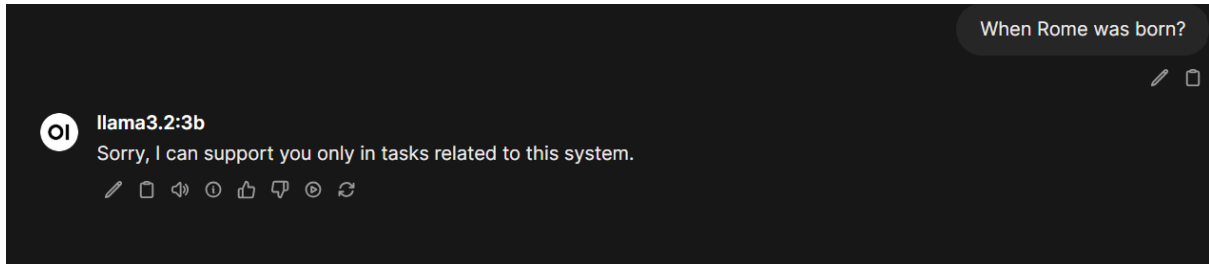 When Rome was born?
OI
llama3.2:3b
Sorry, I can support you only in tasks related to this system.